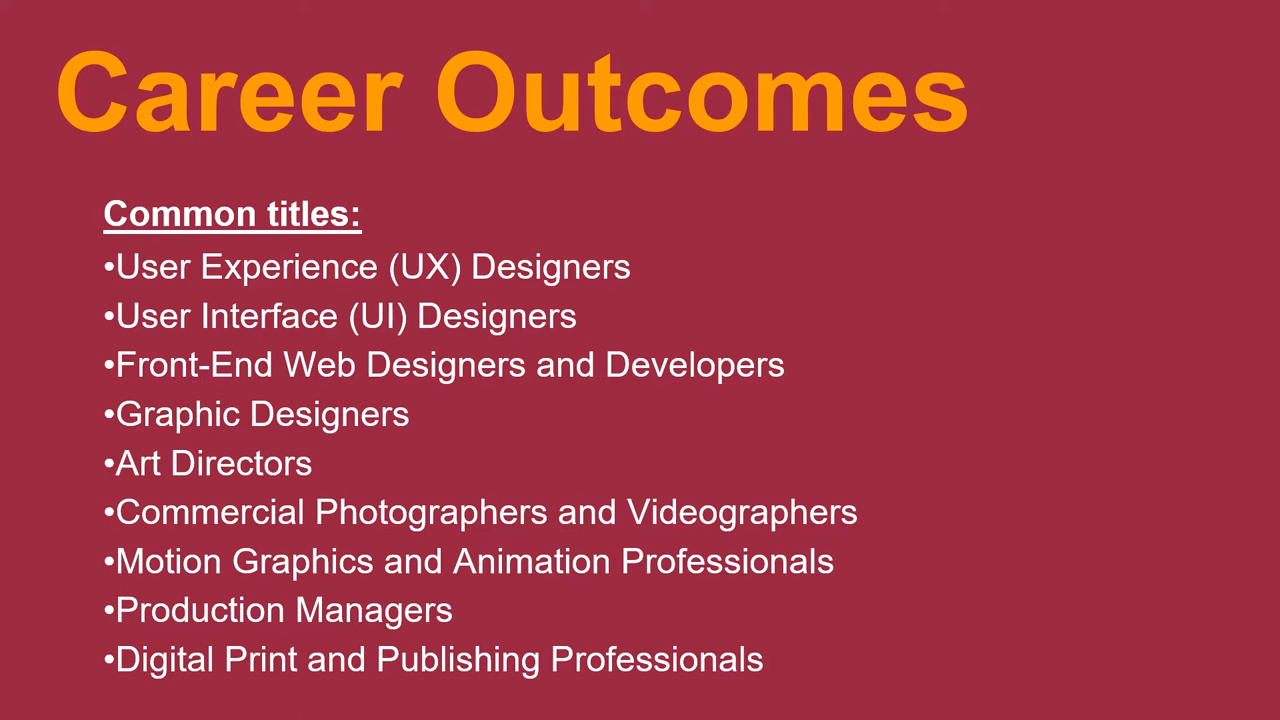 Career Outcomes
Common titles:
•User Experience (UX) Designers
•User Interface (UI) Designers
•Front-End Web Designers and Developers
•Graphic Designers
•Art Directors
•Commercial Photographers and Videographers
•Motion Graphics and Animation Professionals
•Production Managers
•Digital Print and Publishing Professionals